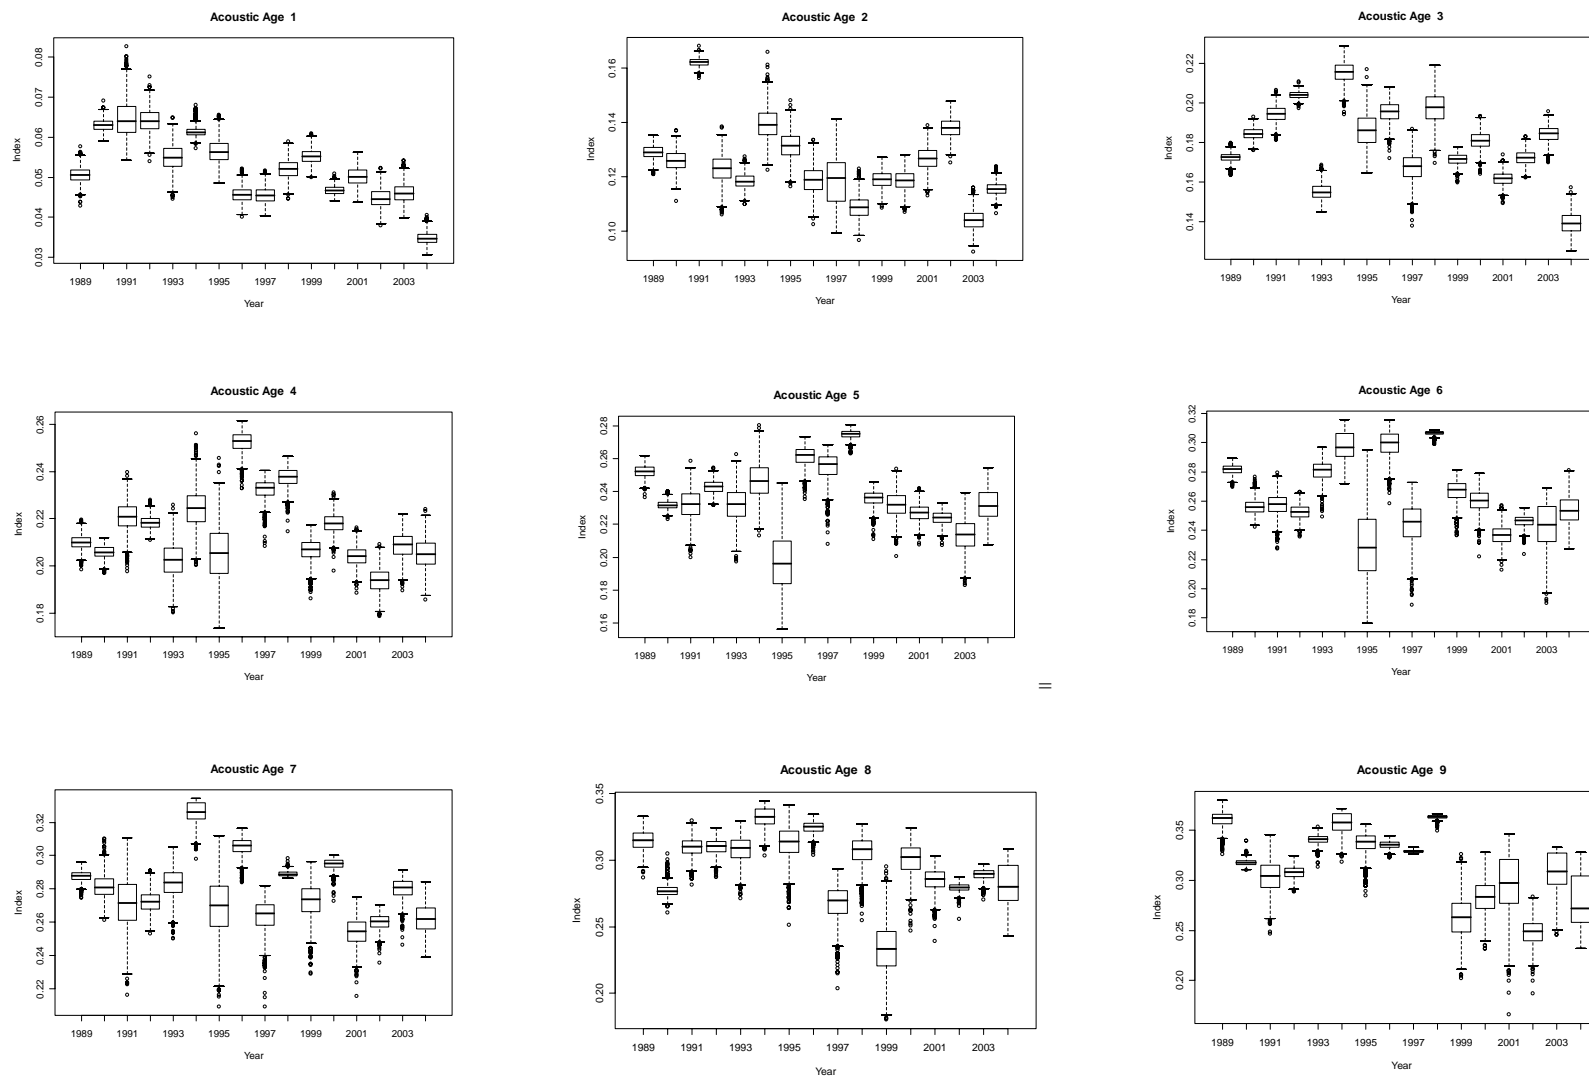 Acoustic Age 1
Index
0.03 0.04 0.05 0.06 0.07 0.08
1989 1991 1993 1995 1997 1999 2001 2003
Year
Acoustic Age 2
Index
0.10 0.12 0.14 0.16
1989 1991 1993 1995 1997 1999 2001 2003
Year
Acoustic Age 3
Index
0.14 0.16 0.18 0.20 0.22
1989 1991 1993 1995 1997 1999 2001 2003
Year
Acoustic Age 4
Index
0.18 0.20 0.22 0.24 0.26
1989 1991 1993 1995 1997 1999 2001 2003
Year
Acoustic Age 5
Index
0.16 0.18 0.20 0.22 0.24 0.26 0.28
1989 1991 1993 1995 1997 1999 2001 2003
Year
=
Acoustic Age 6
Index
0.18 0.20 0.22 0.24 0.26 0.28 0.30 0.32
1989 1991 1993 1995 1997 1999 2001 2003
Year
Acoustic Age 7
Index
0.22 0.24 0.26 0.28 0.30 0.32
1989 1991 1993 1995 1997 1999 2001 2003
Year
Acoustic Age 8
Index
0.20 0.25 0.30 0.35
1989 1991 1993 1995 1997 1999 2001 2003
Year
Acoustic Age 9
Index
0.20 0.25 0.30 0.35
1989 1991 1993 1995 1997 1999 2001 2003
Year